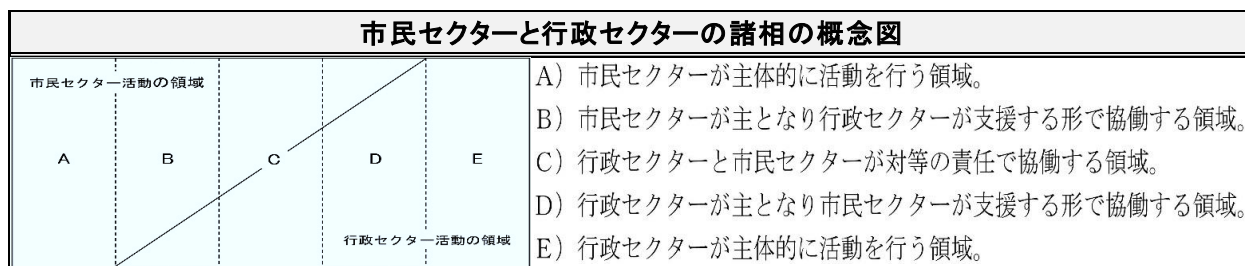 市民セクターと行政セクターの諸相の概念図
市民セクター活動の領域
A
B
C
D
E
行政セクター活動の領域
A）市民セクターが主体的に活動を行う領域。
B）市民セクターが主となり行政セクターが支援する形で協働する領域。
C）行政セクターと市民セクターが対等の責任で協働する領域。
D）行政セクターが主となり市民セクターが支援する形で協働する領域。
E）行政セクターが主体的に活動を行う領域。